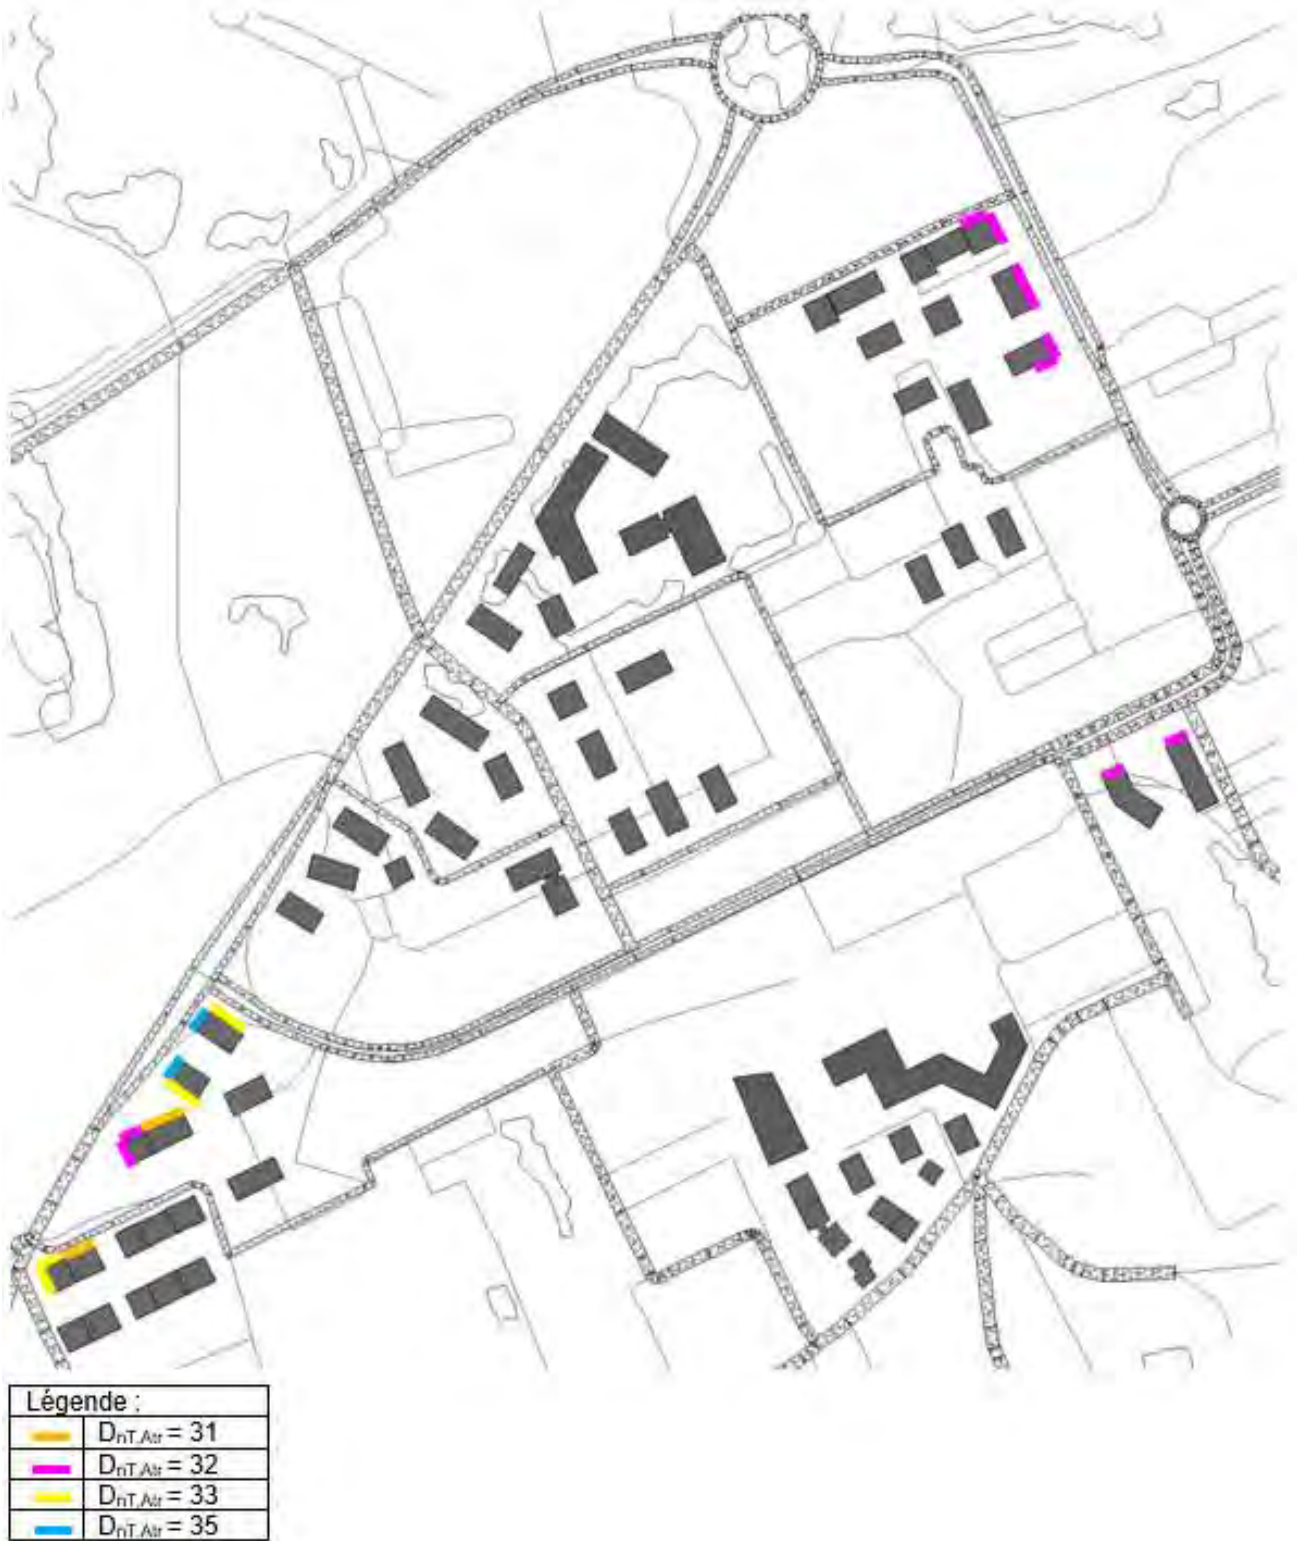 Légende :
DnT,Atr = 31
DnT,Atr = 32
DnT,Atr = 33
DnT,Atr = 35